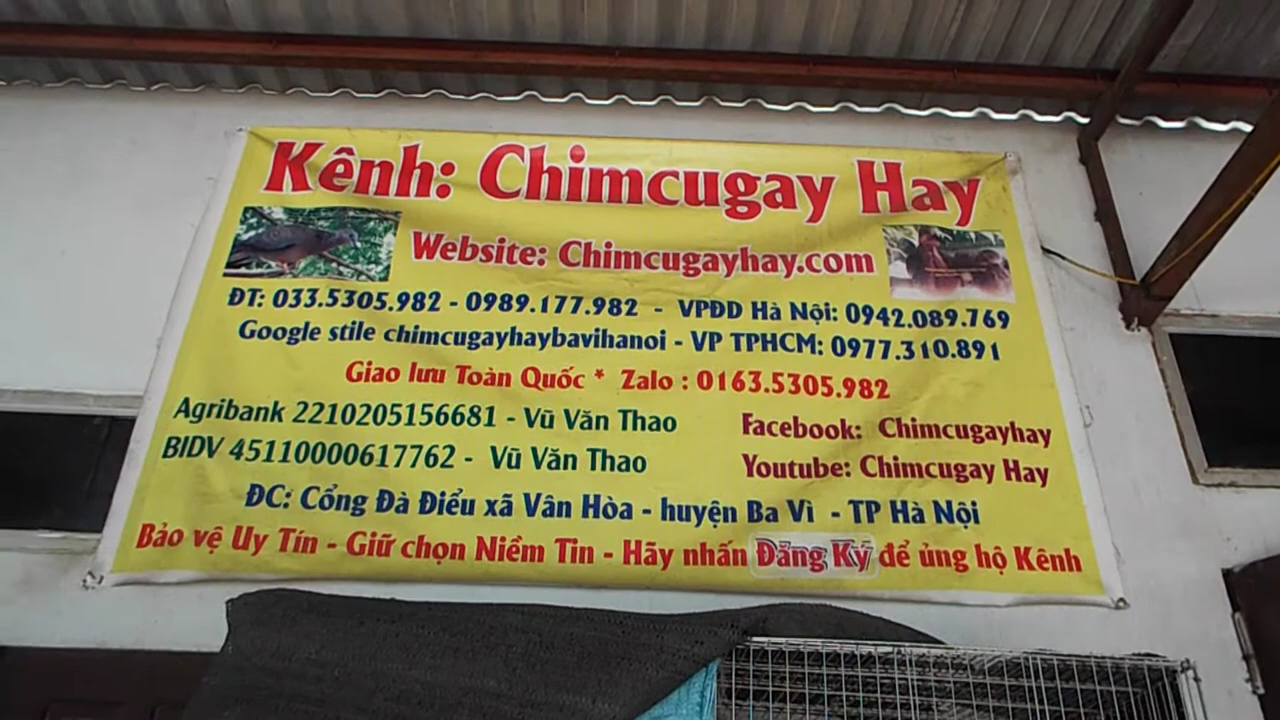 Kênh: Chimcugay Hay
Website: Chimcugayhay.com
ĐT: 033.5305.982 - 0989.177.982 - VPĐD Hà Nội: 0942.089.769
Google stile chimcugayhaybavihanoi - VP TPHCM: 0977.310.891
Giao lưu Toàn Quốc * Zalo : 0163.5305.982
Agribank 2210205156681 - Vũ Văn Thao
Facebook: Chimcugayhay
BIDV 45110000617762 - Vũ Văn Thao
Youtube: Chimcugay Hay
ĐC: Cổng Đà Điểu xã Vân Hòa - huyện Ba Vì - TP Hà Nội
Bảo vệ Uy Tín - Giữ chọn Niềm Tin - Hãy nhấn Đăng Ký để ủng hộ Kênh